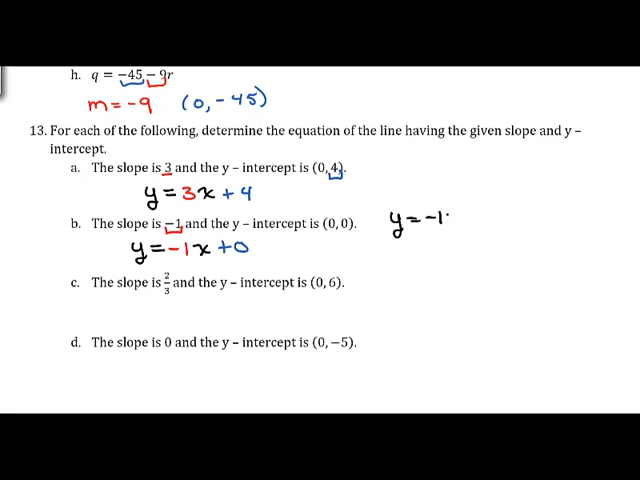 h. q = −45 − 9r
m = -9 (0, -45)
13. For each of the following, determine the equation of the line having the given slope and y –
intercept.
a. The slope is 3 and the y – intercept is (0, 4).
y = 3x + 4
b. The slope is −1 and the y – intercept is (0, 0).
y = -1
y = -1x + 0
c. The slope is 2/3 and the y – intercept is (0, 6).
d. The slope is 0 and the y – intercept is (0, −5).